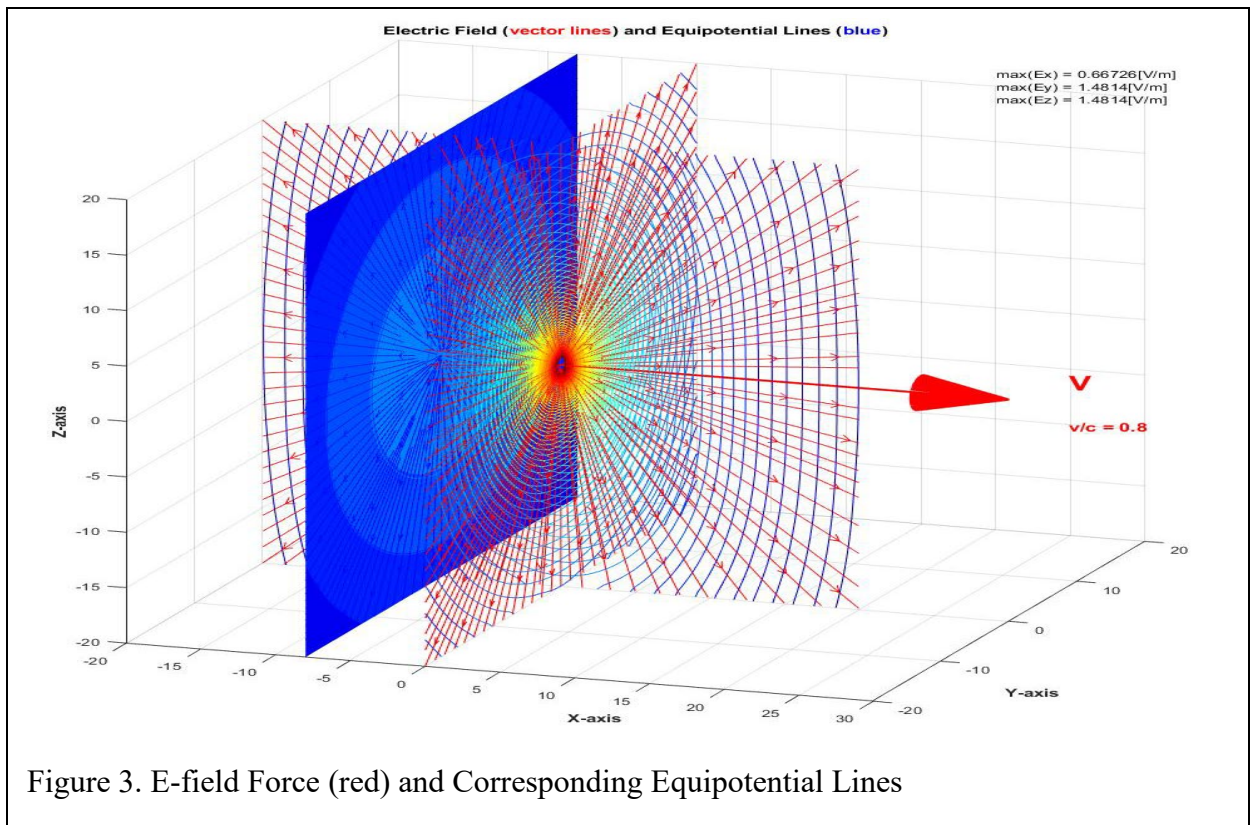 Electric Field (vector lines) and Equipotential Lines (blue)
max(Ex) = 0.66726[V/m]
max(Ey) = 1.4814[V/m]
max(Ez) = 1.4814[V/m]
20
15
10
5
0
-5
-10
-15
-20
Z-axis
V
v/c = 0.8
-20
-15
-10
-5
0
5
10
15
20
25
30
X-axis
-20
-10
0
10
20
Y-axis
Figure 3. E-field Force (red) and Corresponding Equipotential Lines